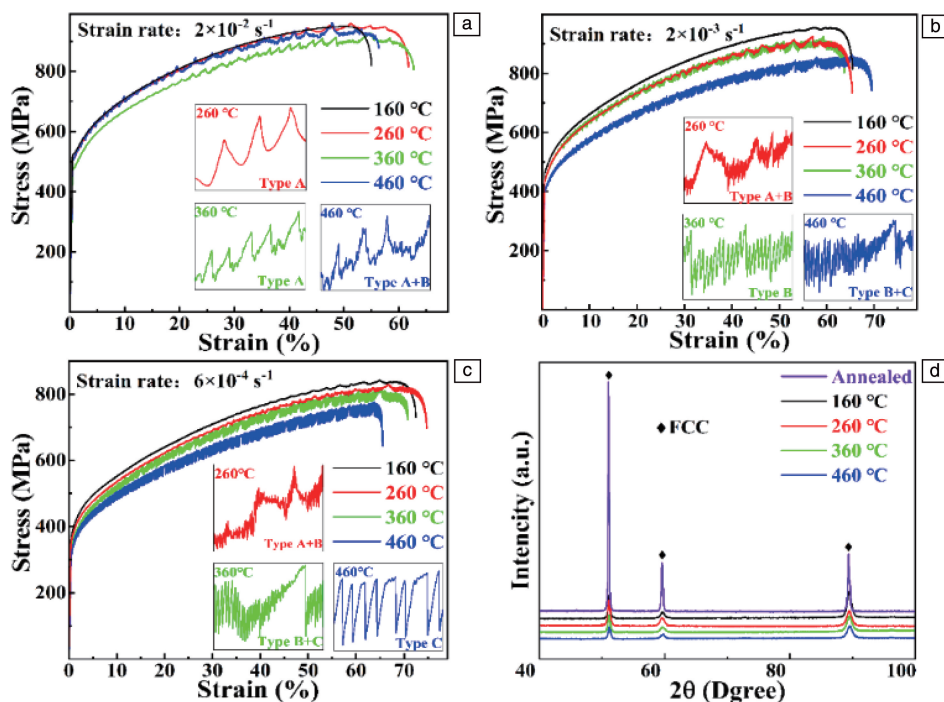 a
Strain rate: 2×10⁻² s⁻¹
800
600
400
200
Stress (MPa)
260 °C
Type A
360 °C
Type A
460 °C
Type A+B
160 °C
260 °C
360 °C
460 °C
0 10 20 30 40 50 60
Strain (%)
b
Strain rate: 2×10⁻³ s⁻¹
1000
800
600
400
200
Stress (MPa)
260 °C
Type A+B
360 °C
Type B
460 °C
Type B+C
160 °C
260 °C
360 °C
460 °C
0 10 20 30 40 50 60 70
Strain (%)
c
Strain rate: 6×10⁻⁴ s⁻¹
800
600
400
200
Stress (MPa)
260°C
Type A+B
360°C
Type B+C
460°C
Type C
160 °C
260 °C
360 °C
460 °C
0 10 20 30 40 50 60 70 80
Strain (%)
d
Annealed
160 °C
260 °C
360 °C
460 °C
♦FCC
Intencity (a.u.)
40 60 80 100
2θ (Dgree)